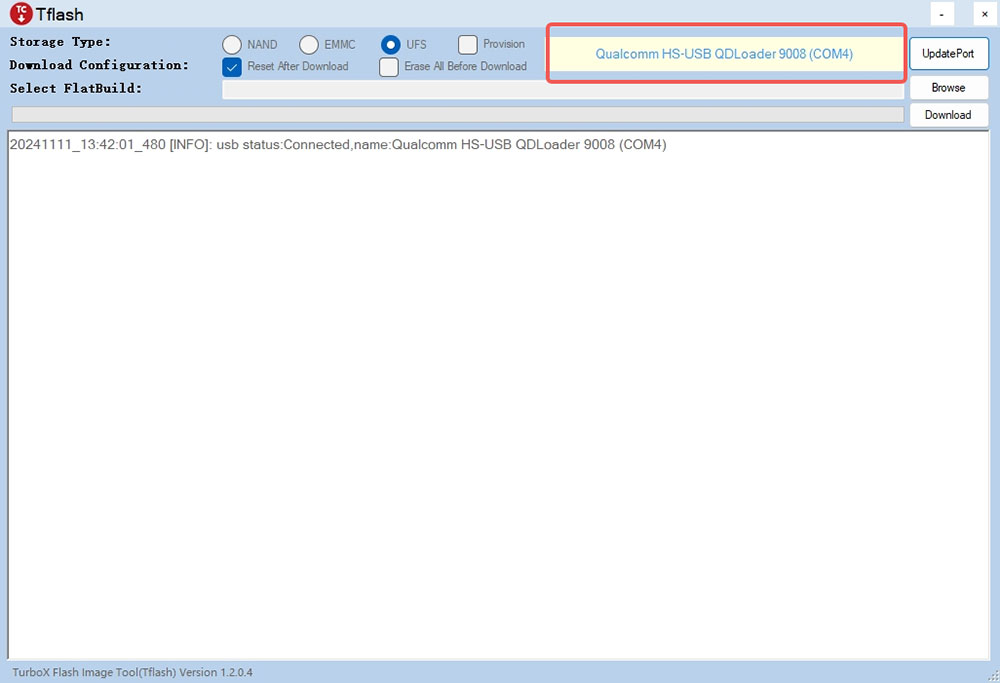 TC Tflash - ×
Storage Type: NAND EMMC UFS Provision
Qualcomm HS-USB QDLoader 9008 (COM4) UpdatePort
Download Configuration: Reset After Download Erase All Before Download
Select FlatBuild: Browse
Download
20241111_13:42:01_480 [INFO]: usb status:Connected,name:Qualcomm HS-USB QDLoader 9008 (COM4)
TurboX Flash Image Tool(Tflash) Version 1.2.0.4